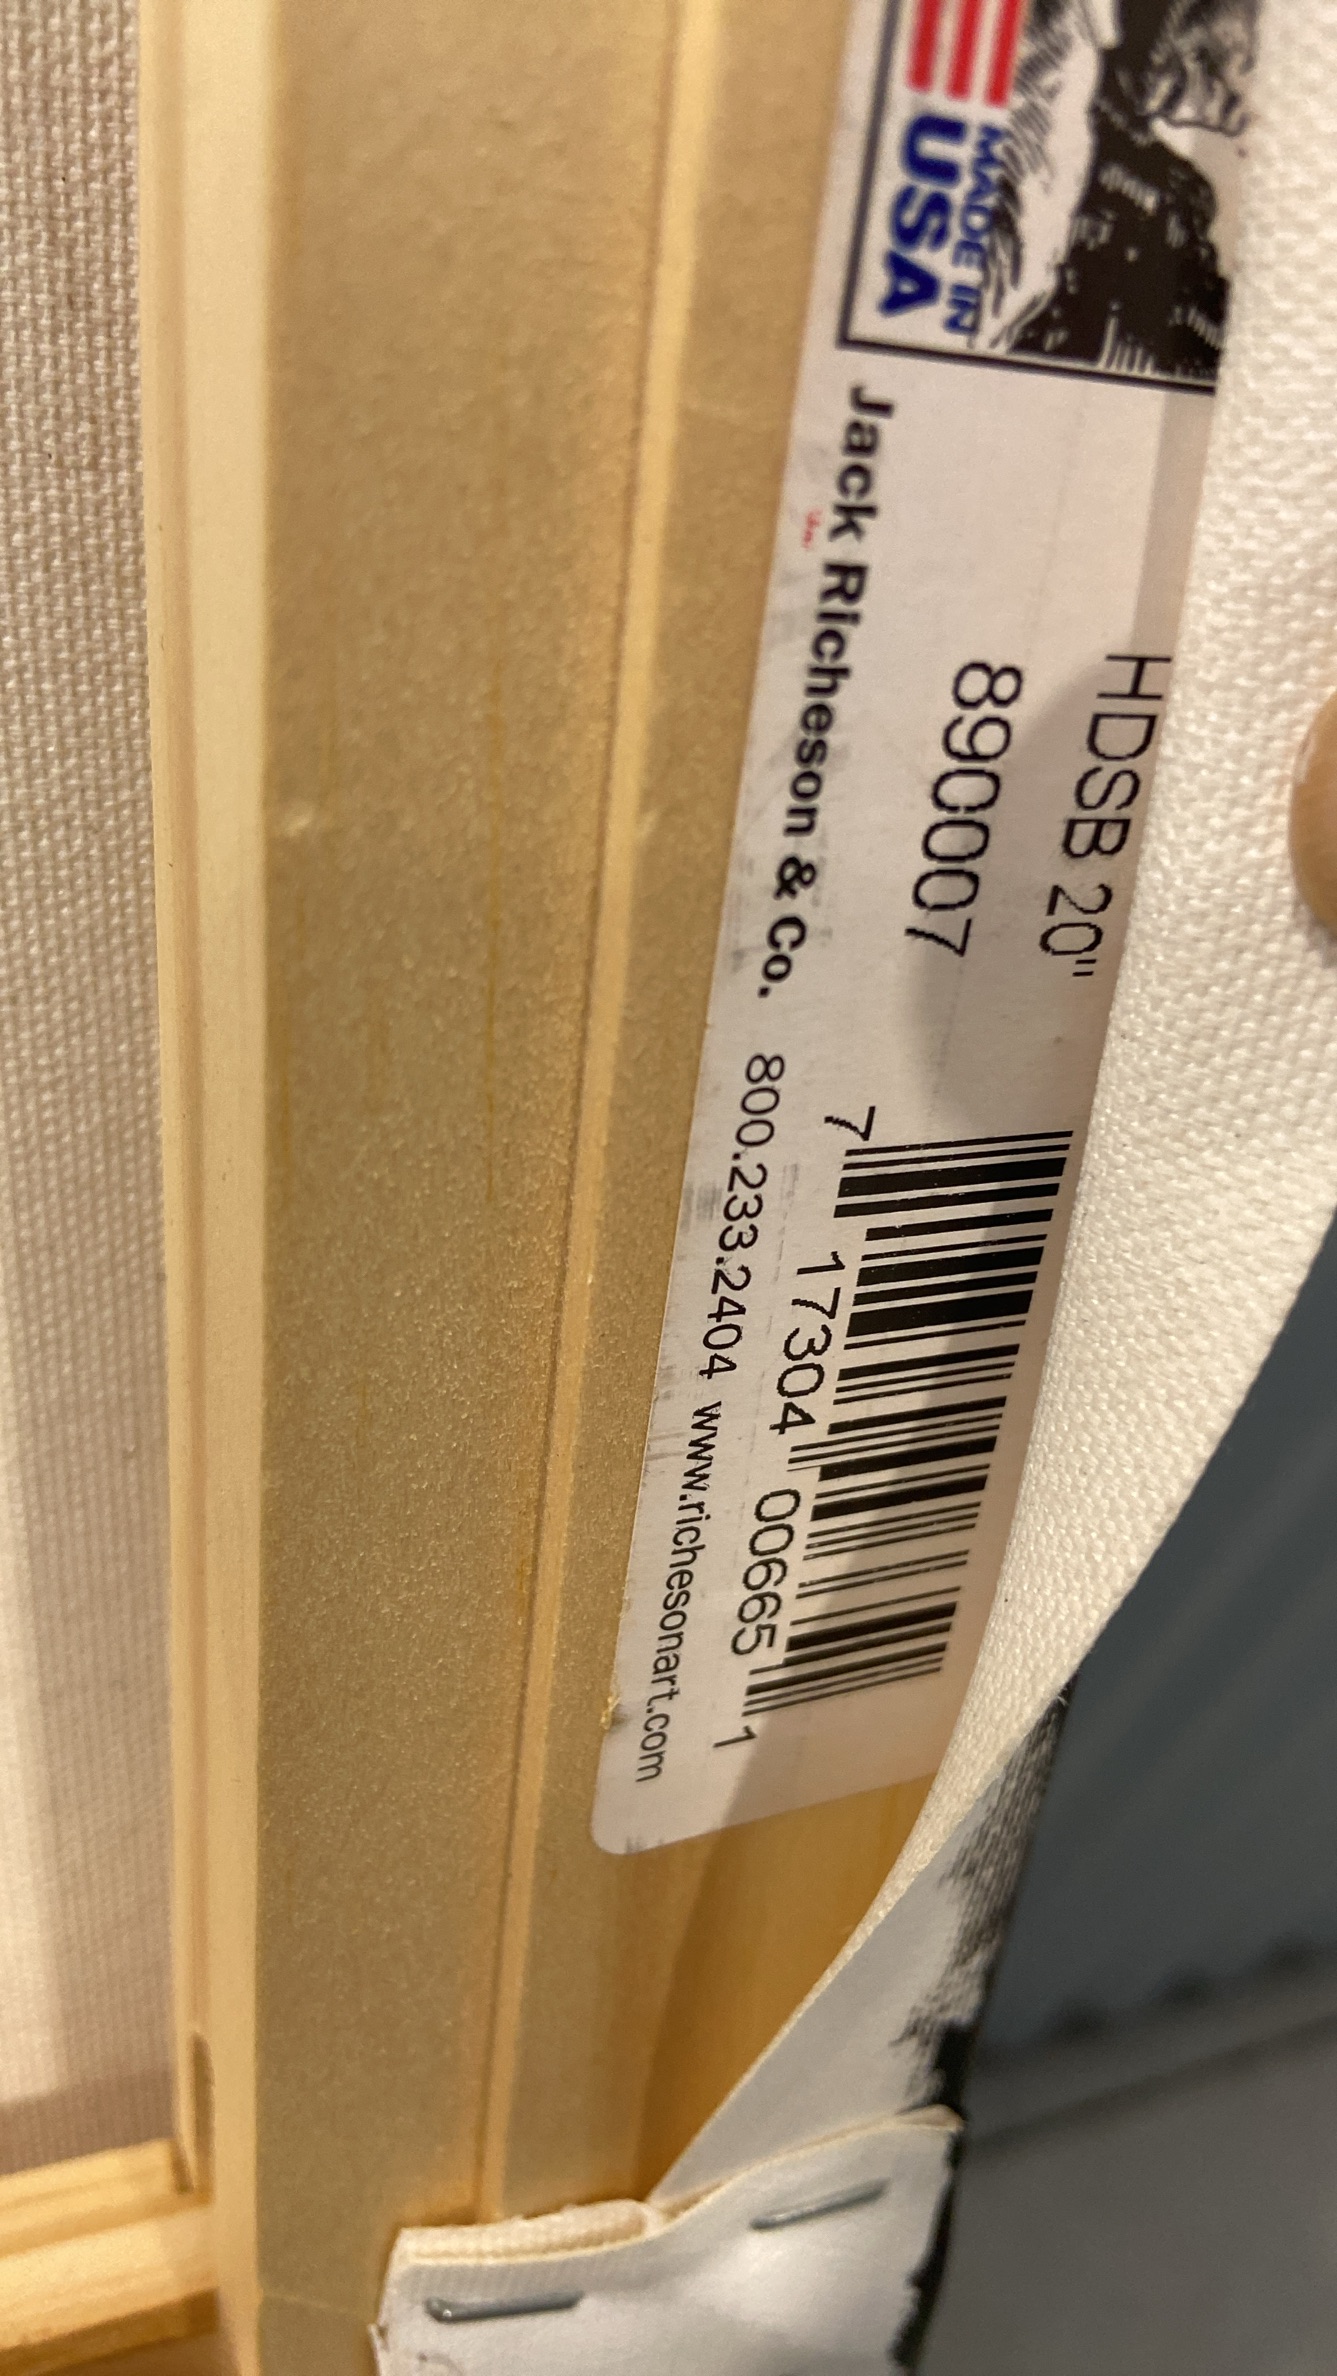 MADE IN
USA
HDSB 20"
890007
Jack Richeson & Co. 800.233.2404 www.richesonart.com
7 17304 00665 1